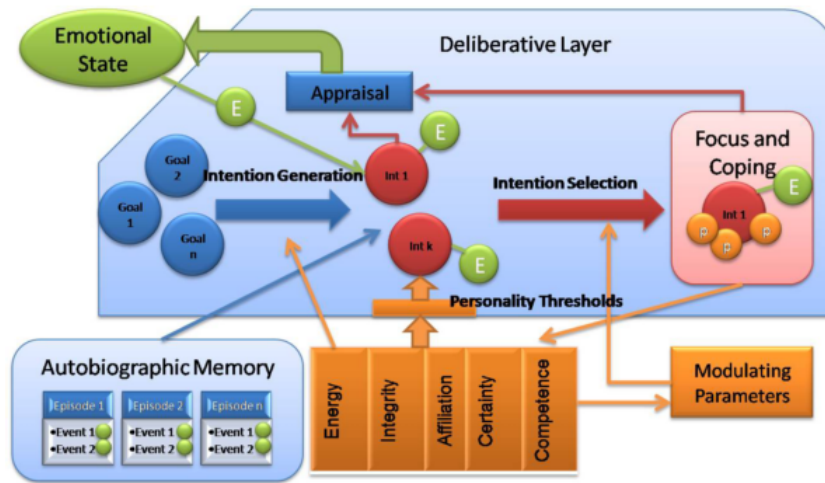 Emotional
State
Deliberative Layer
Appraisal
E
E
Focus and
Coping
Goal
2
Intention Generation
Int 1
Intention Selection
E
Int 1
Goal
1
Goal
n
Int k
E
p
p
p
Personality Thresholds
Autobiographic Memory
Episode 1
Episode 2
Episode n
•Event 1
•Event 2
•Event 1
•Event 2
•Event 1
•Event 2
Energy
Integrity
Affiliation
Certainty
Competence
Modulating
Parameters